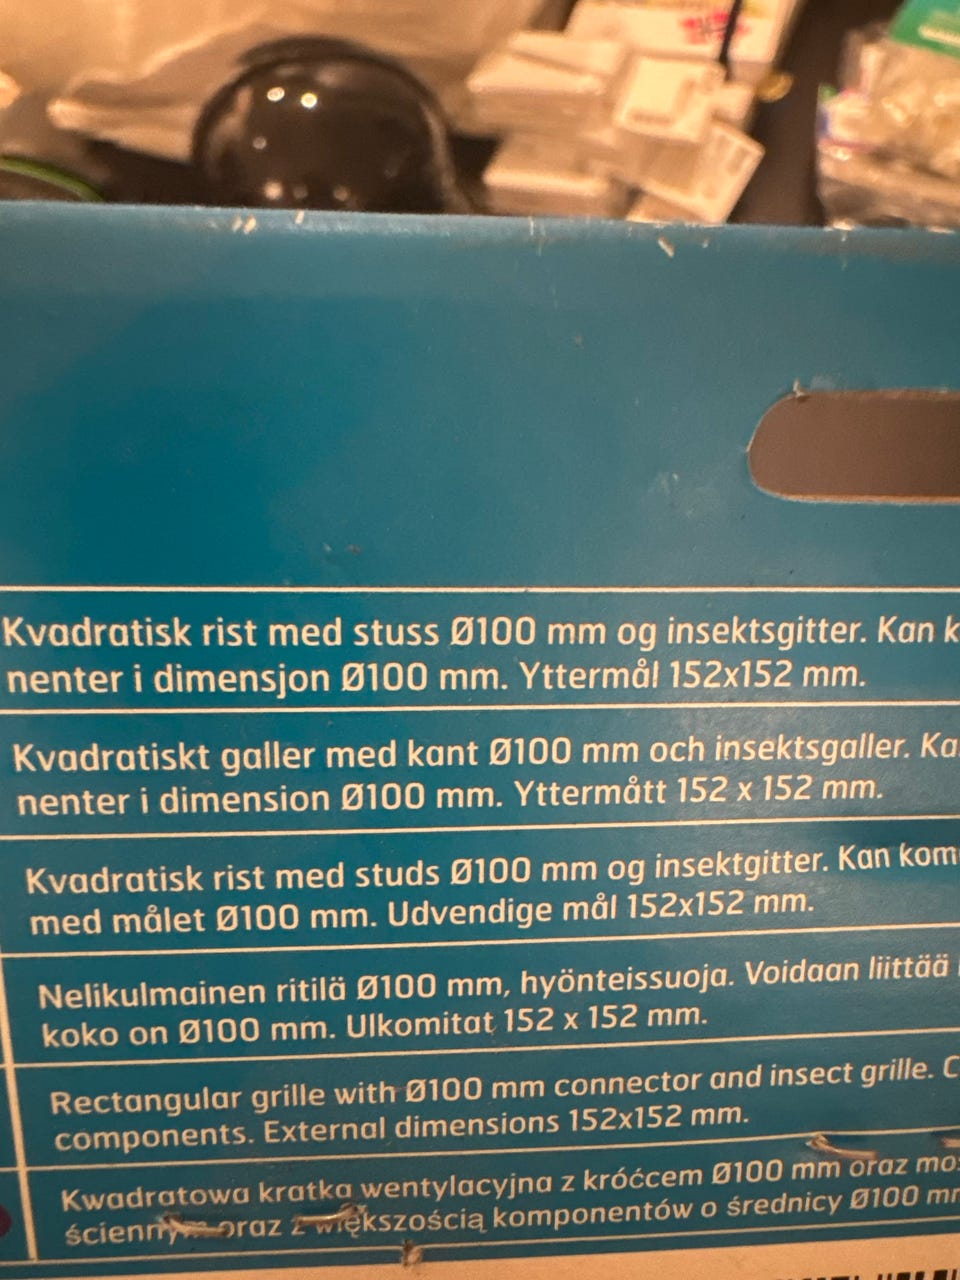 Kvadratisk rist med stuss Ø100 mm og insektsgitter. Kan
nenter i dimensjon Ø100 mm. Yttermål 152x152 mm.
Kvadratiskt galler med kant Ø100 mm och insektsgaller.
nenter i dimension Ø100 mm. Yttermått 152 x 152 mm.
Kvadratisk rist med studs Ø100 mm og insektgitter. Kan kom
med målet Ø100 mm. Udvendige mål 152x152 mm.
Nelikulmainen ritilä Ø100 mm, hyönteissuoja. Voidaan liittää
koko on Ø100 mm. Ulkomitat 152 x 152 mm.
Rectangular grille with Ø100 mm connector and insect grille. C
components. External dimensions 152x152 mm.
Kwadratowa kratka wentylacyjna z króćcem Ø100 mm oraz mo
oraz z większością komponentów o średnicy Ø100 m